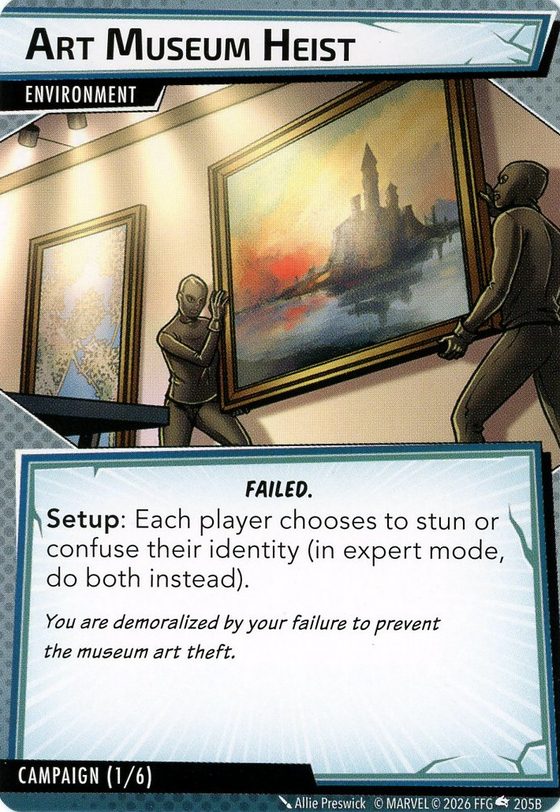 ART MUSEUM HEIST
ENVIRONMENT
FAILED.
Setup: Each player chooses to stun or
confuse their identity (in expert mode,
do both instead).
You are demoralized by your failure to prevent
the museum art theft.
CAMPAIGN (1/6)
Allie Preswick © MARVEL © 2026 FFG 205B